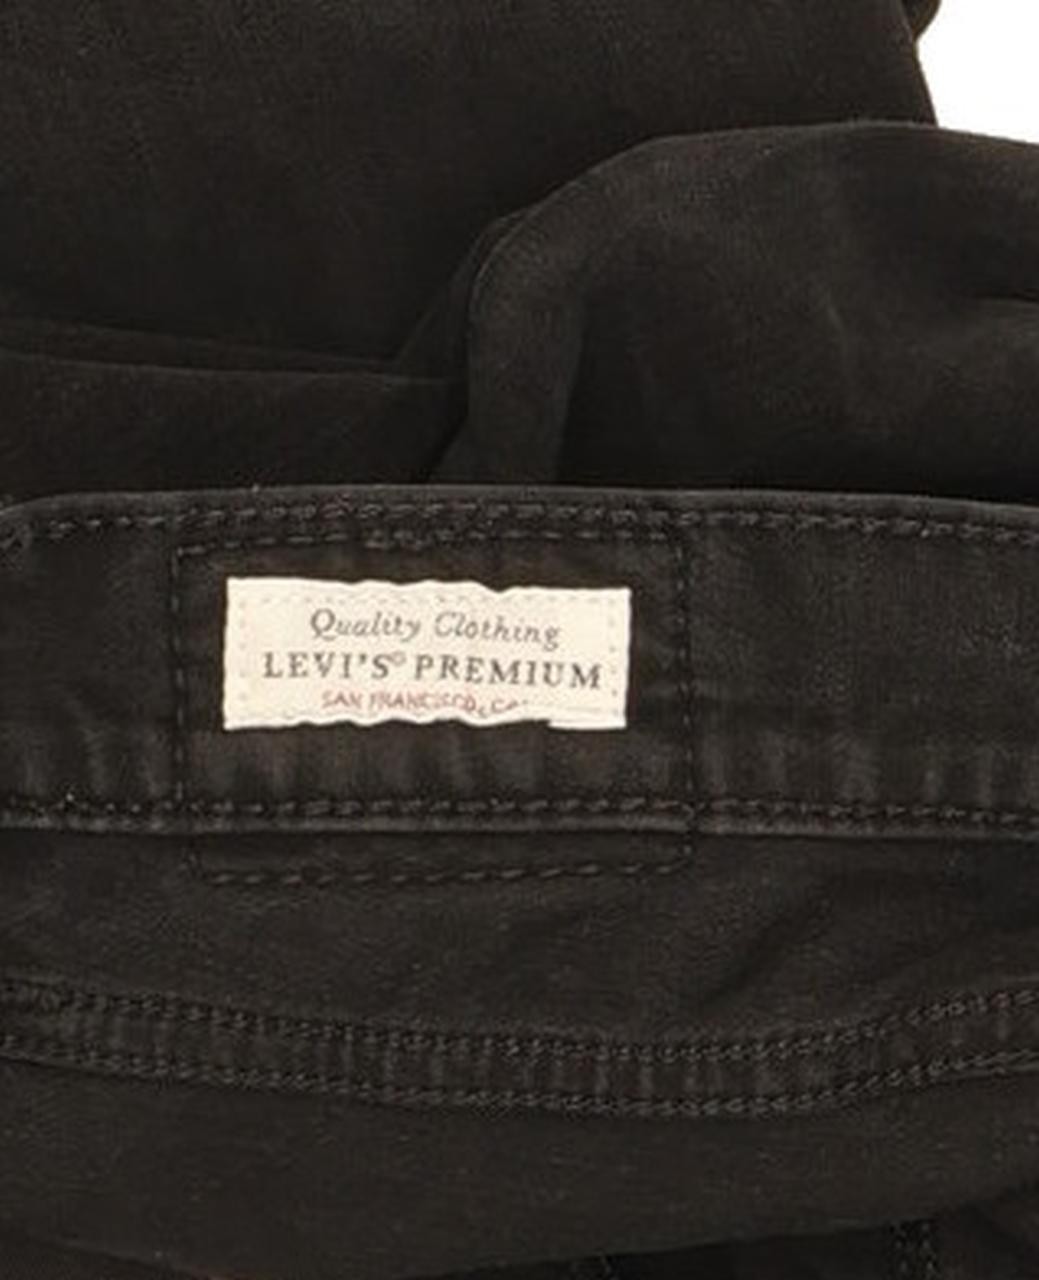 Quality Clothing
LEVI'S® PREMIUM
SAN FRANCISCO, CA